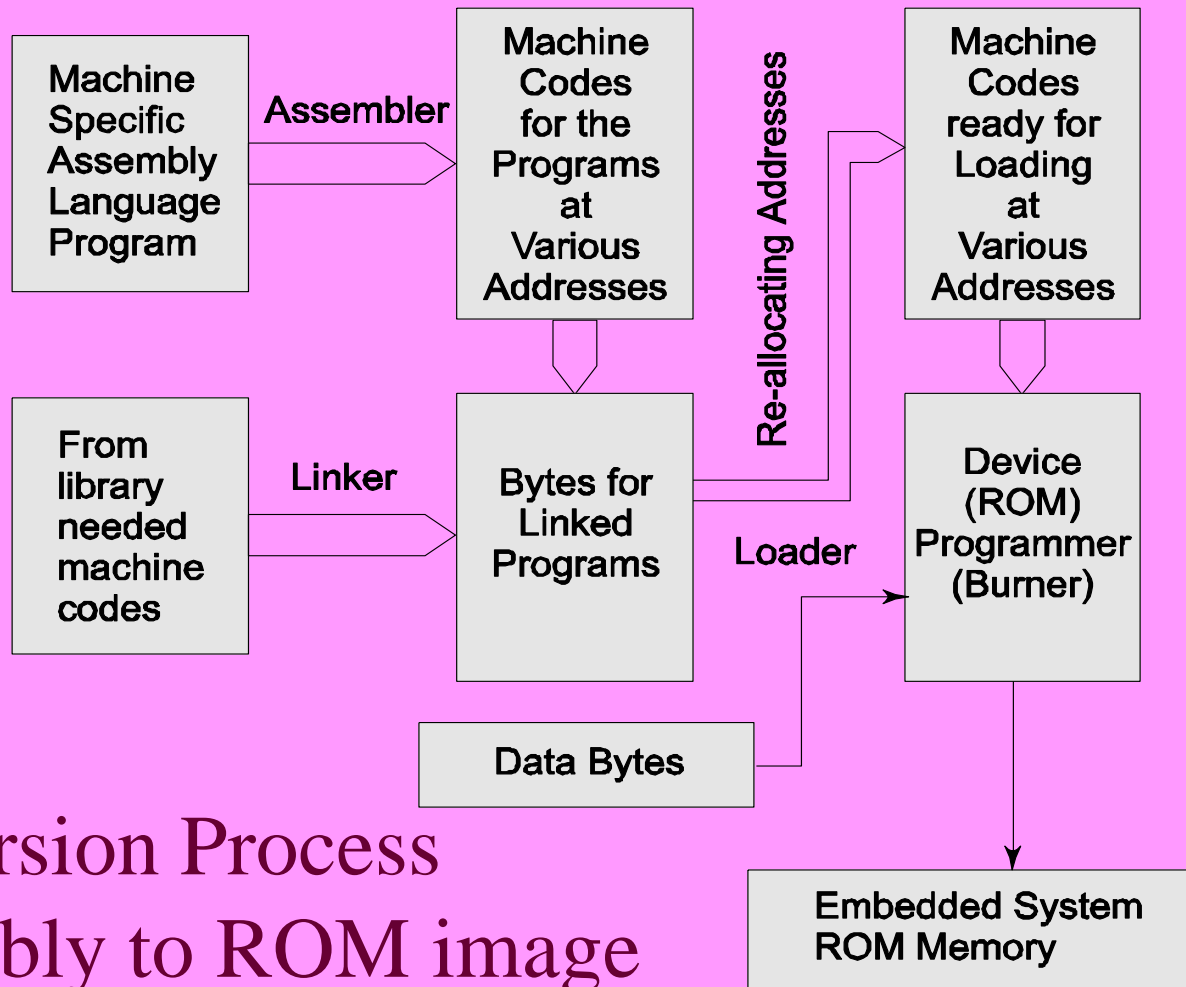 Machine
Specific
Assembly
Language
Program
Assembler
Machine
Codes
for the
Programs
at
Various
Addresses
Re-allocating Addresses
Machine
Codes
ready for
Loading
at
Various
Addresses
From
library
needed
machine
codes
Linker
Bytes for
Linked
Programs
Loader
Device
(ROM)
Programmer
(Burner)
Data Bytes
rsion Process
bly to ROM image
Embedded System
ROM Memory